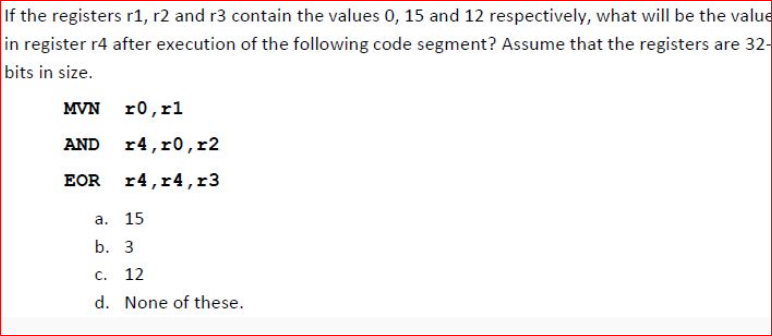 If the registers r1, r2 and r3 contain the values 0, 15 and 12 respectively, what will be the value
in register r4 after execution of the following code segment? Assume that the registers are 32-
bits in size.
MVN r0,r1
AND r4,r0,r2
EOR r4,r4,r3
a. 15
b. 3
c. 12
d. None of these.